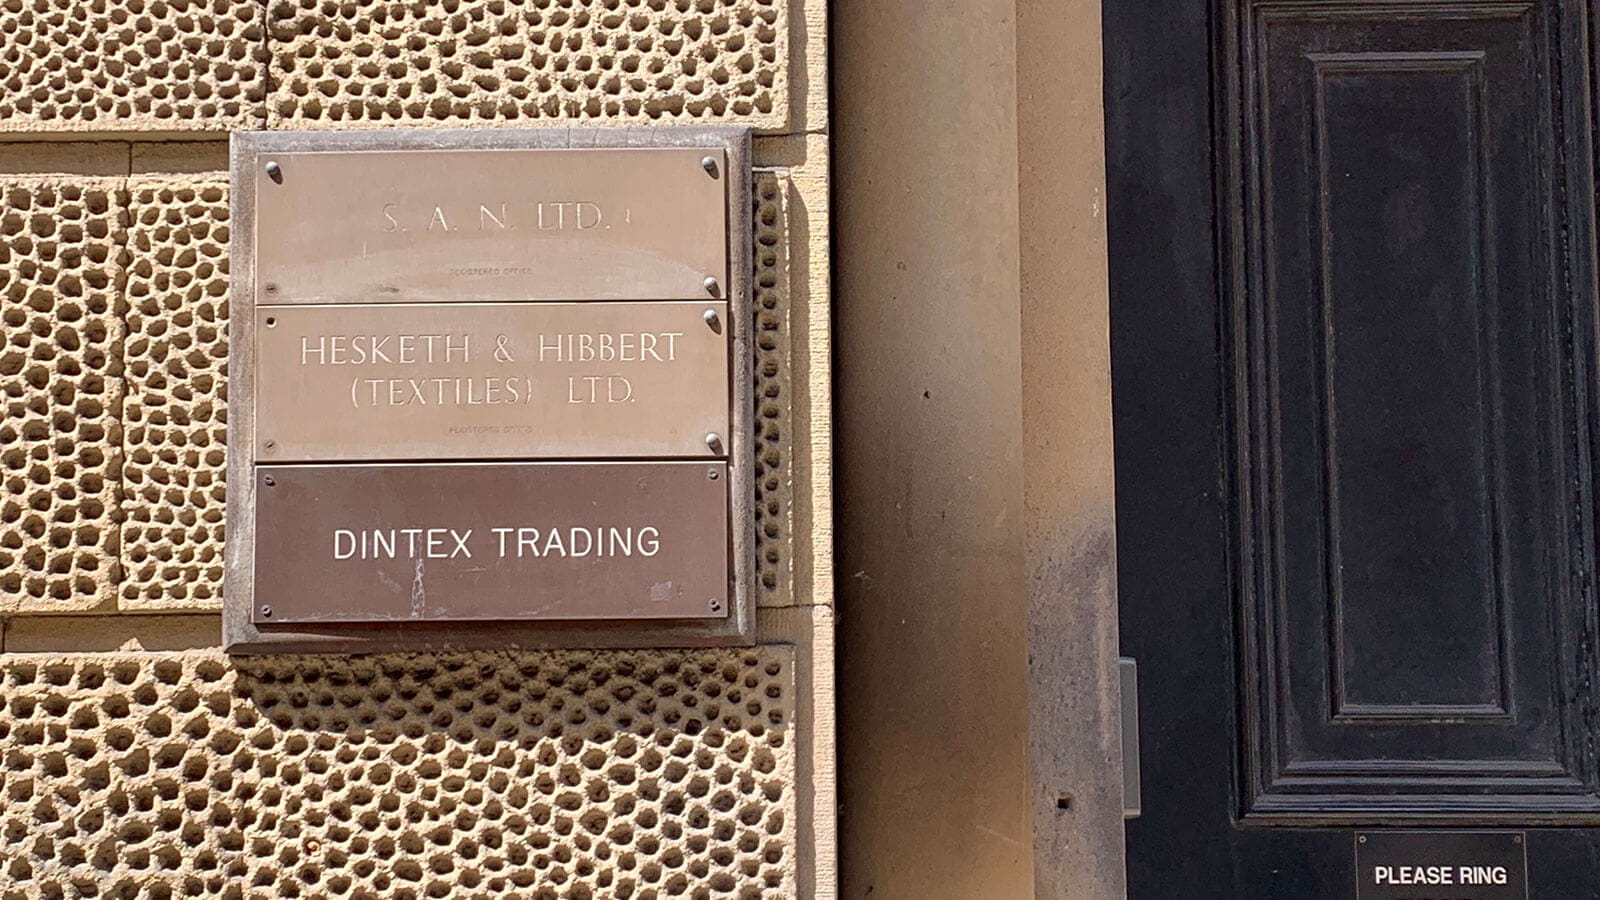 S. A. N. LTD.
REGISTERED OFFICE
HESKETH & HIBBERT
(TEXTILES) LTD.
REGISTERED OFFICE
DINTEX TRADING
PLEASE RING